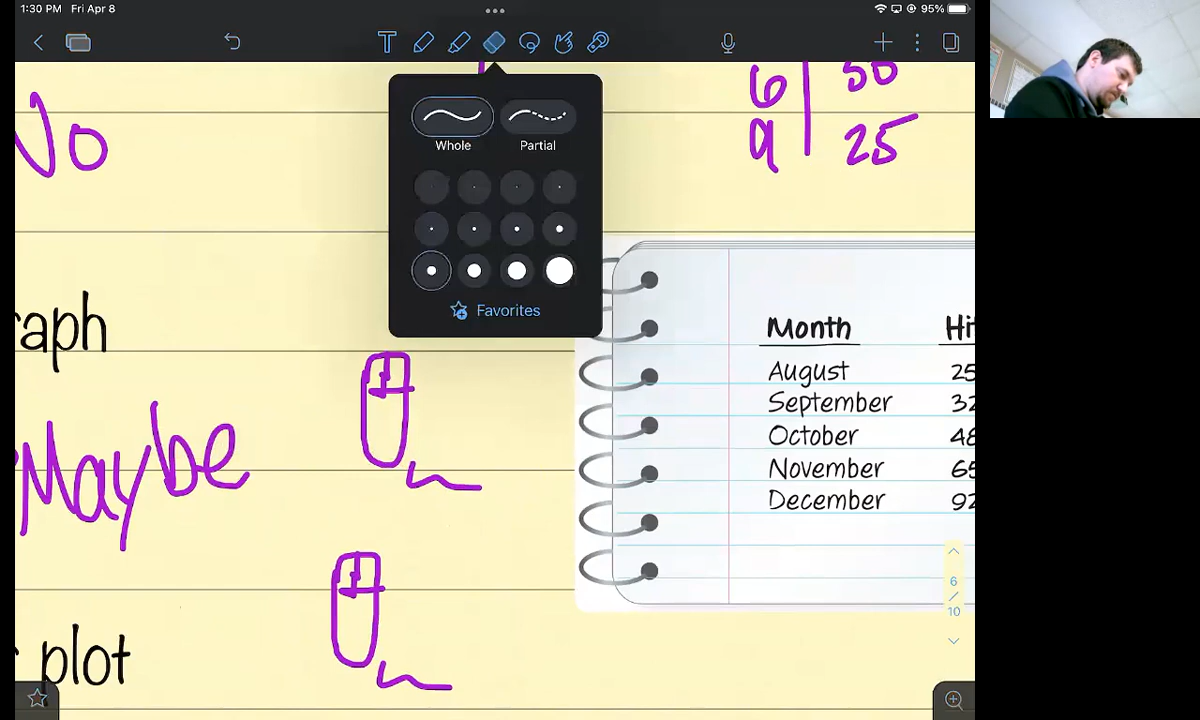 1:30 PM Fri Apr 8
95%
T
Whole Partial
Favorites
No
6 50
9 25
raph
Maybe
plot
Month Hit
August 25
September 32
October 48
November 65
December 92
6
/
10